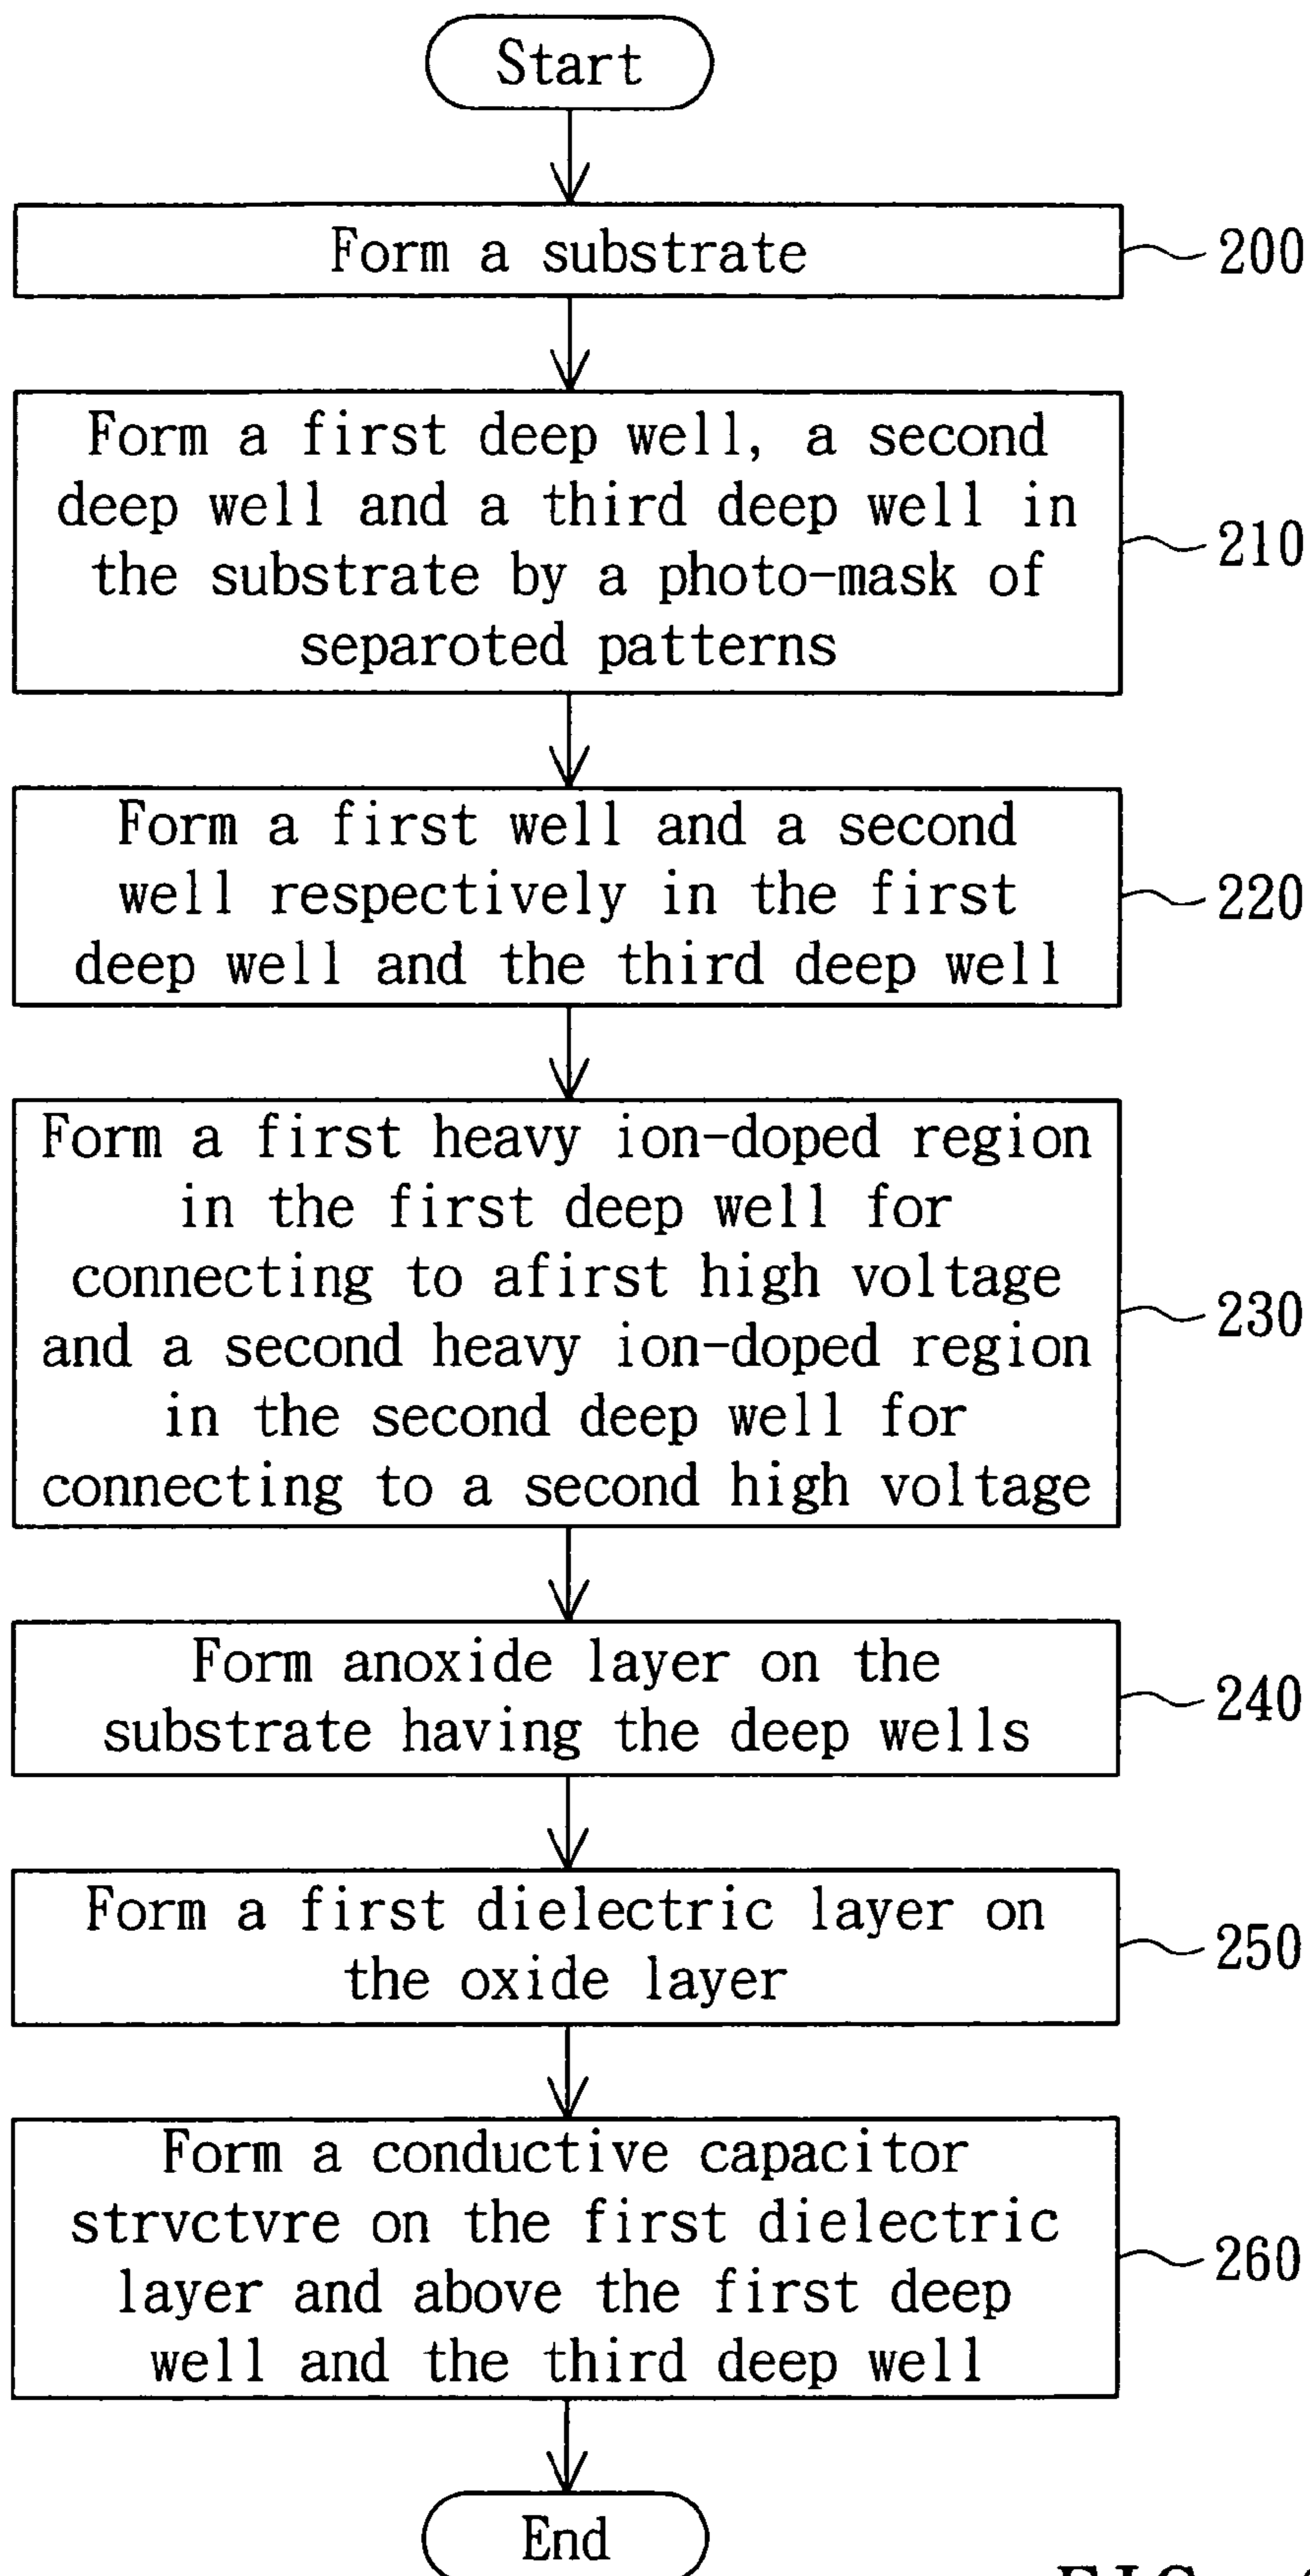 Start
Form a substrate
200
Form a first deep well, a second
deep well and a third deep well in
the substrate by a photo-mask of
separoted patterns
210
Form a first well and a second
well respectively in the first
deep well and the third deep well
220
Form a first heavy ion-doped region
in the first deep well for
connecting to afirst high voltage
and a second heavy ion-doped region
in the second deep well for
connecting to a second high voltage
230
Form anoxide layer on the
substrate having the deep wells
240
Form a first dielectric layer on
the oxide layer
250
Form a conductive capacitor
strvctvre on the first dielectric
layer and above the first deep
well and the third deep well
260
End